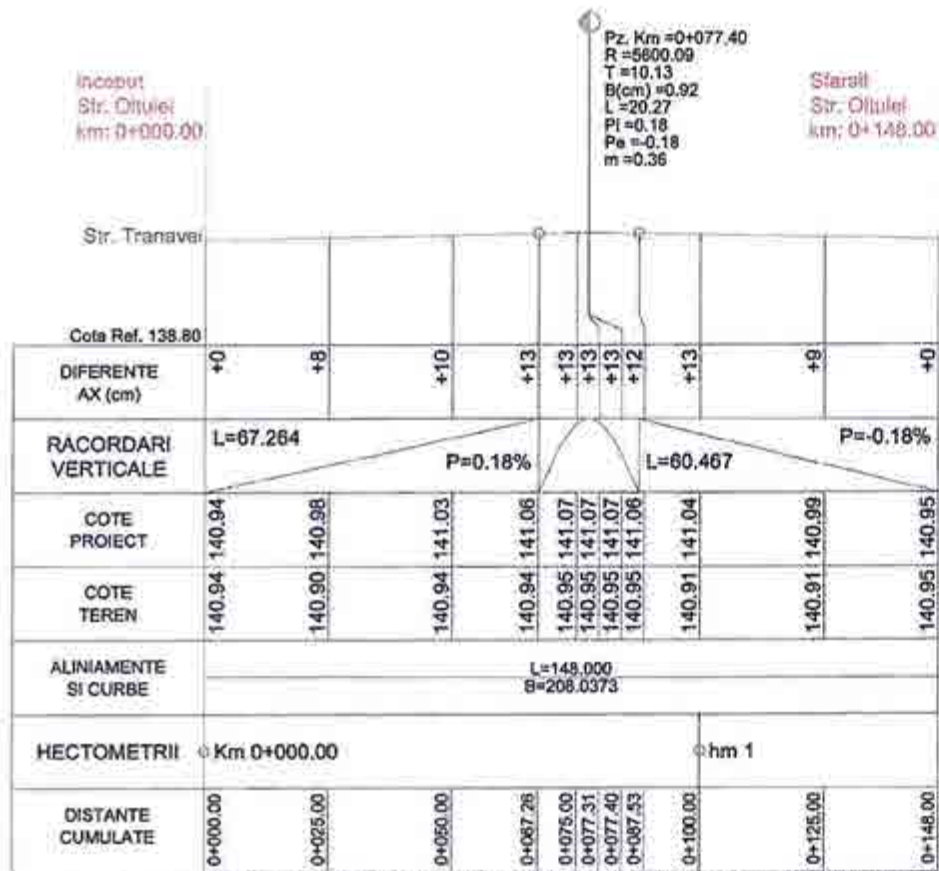 Inceput
Str. Oltulei
km: 0+000.00
Pz. Km =0+077.40
R =5600.09
T =10.13
B(cm) =0.92
L =20.27
Pi =0.18
Pe =-0.18
m =0.36
Sfarsit
Str. Oltulei
km: 0+148.00
Str. Tranavei
Cota Ref. 138.80
DIFERENTE
AX (cm)
+0 +8 +10 +13 +13 +13 +13 +12 +13 +9 +0
RACORDARI
VERTICALE
L=67.264
P=0.18%
L=60.467
P=-0.18%
COTE
PROIECT
140.94 140.98 141.03 141.06 141.07 141.07 141.07 141.06 141.04 140.99 140.95
COTE
TEREN
140.94 140.90 140.94 140.94 140.95 140.95 140.95 140.95 140.91 140.91 140.95
ALINIAMENTE
SI CURBE
L=148.000
B=208.0373
HECTOMETRII
Km 0+000.00
hm 1
DISTANTE
CUMULATE
0+000.00 0+025.00 0+050.00 0+067.26 0+075.00 0+077.31 0+077.40 0+087.53 0+100.00 0+125.00 0+148.00